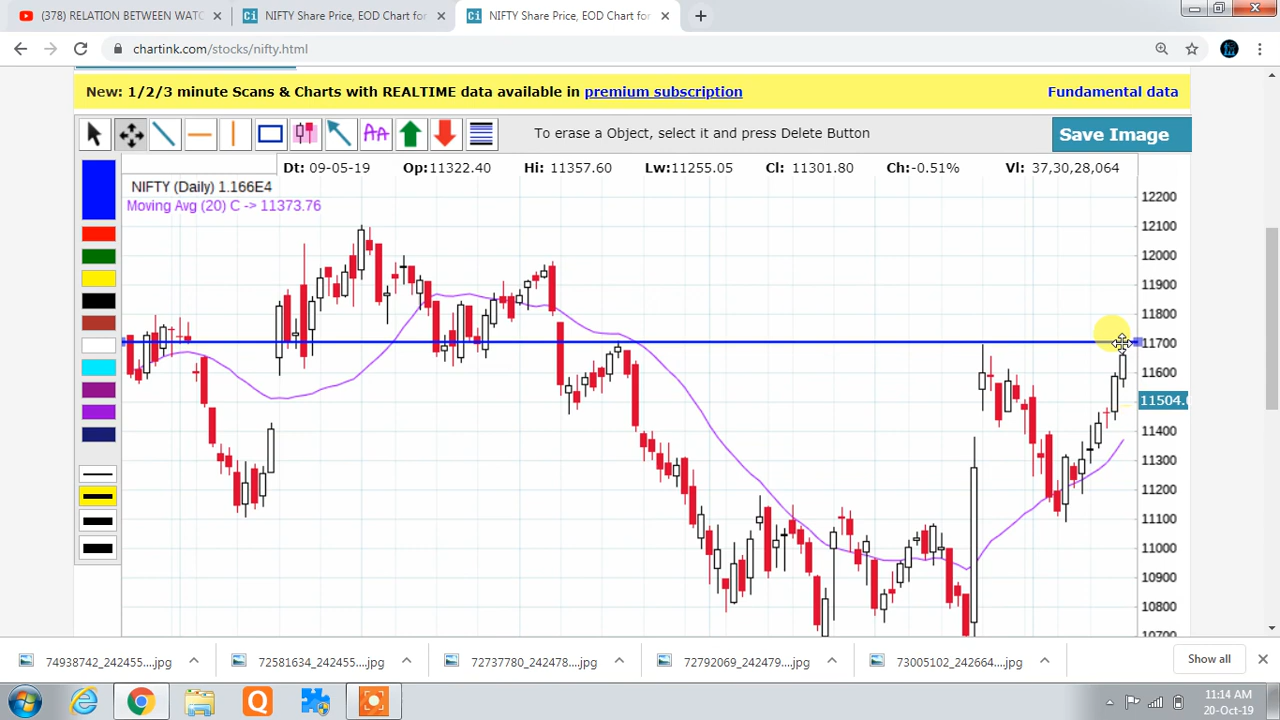 (378) RELATION BETWEEN WATC
NIFTY Share Price, EOD Chart for
NIFTY Share Price, EOD Chart for
chartink.com/stocks/nifty.html
New: 1/2/3 minute Scans & Charts with REALTIME data available in premium subscription
Fundamental data
To erase a Object, select it and press Delete Button
Save Image
Dt: 09-05-19 Op:11322.40 Hi: 11357.60 Lw:11255.05 Cl: 11301.80 Ch:-0.51% Vl: 37,30,28,064
NIFTY (Daily) 1.166E4
Moving Avg (20) C -> 11373.76
12200
12100
12000
11900
11800
11700
11600
11504.
11400
11300
11200
11100
11000
10900
10800
10700
74938742_242455....jpg
72581634_242455....jpg
72737780_242478....jpg
72792069_242479....jpg
73005102_242664....jpg
Show all
11:14 AM
20-Oct-19